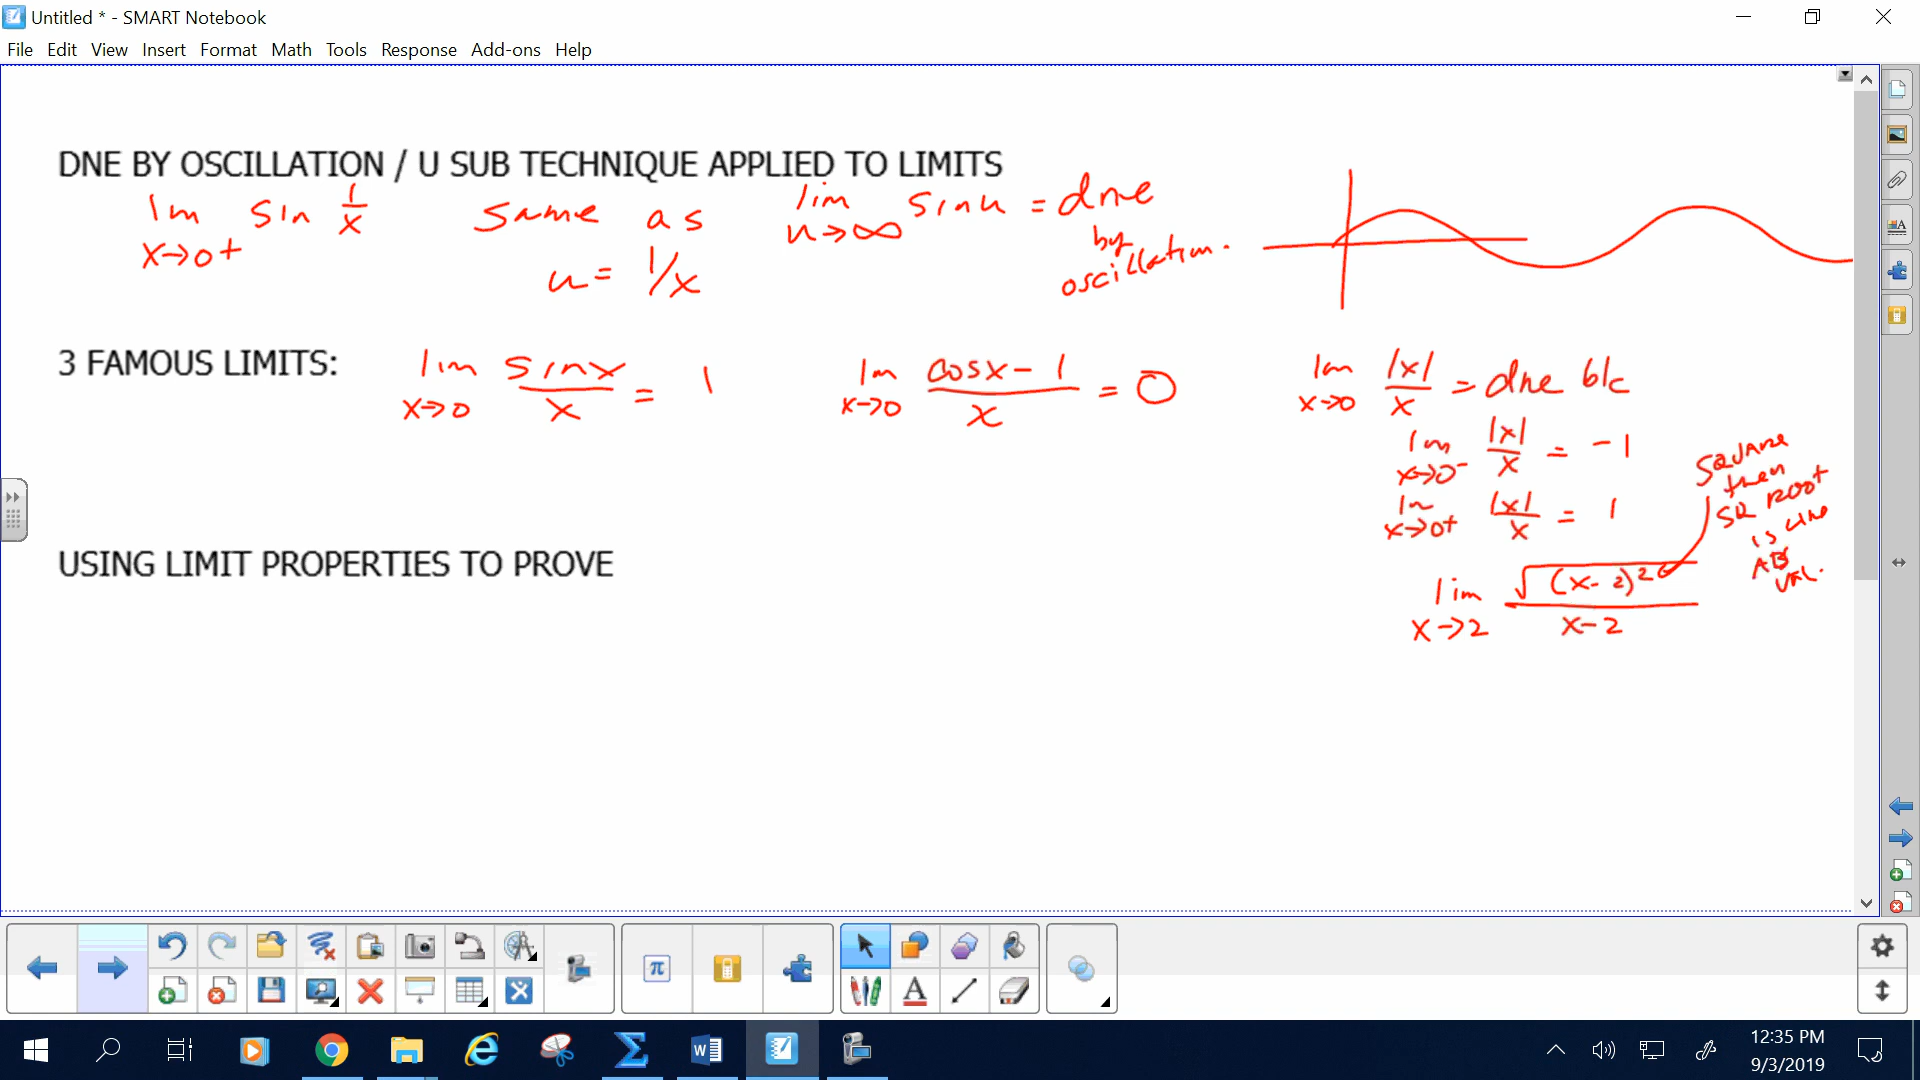 Untitled * - SMART Notebook
File Edit View Insert Format Math Tools Response Add-ons Help
DNE BY OSCILLATION / U SUB TECHNIQUE APPLIED TO LIMITS
lim x→0+ sin 1/x same as lim u→∞ sin u = dne
u = 1/x
by
oscillation.
3 FAMOUS LIMITS:
lim x→0 sinx/x = 1
lim x→0 cosx-1/x = 0
lim x→0 |x|/x = dne b/c
lim x→0- |x|/x = -1
lim x→0+ |x|/x = 1
SQUARE
then
SQ ROOT
is like
AB
VAL.
USING LIMIT PROPERTIES TO PROVE
lim x→2 √(x-2)²/x-2
π
A
W
12:35 PM
9/3/2019